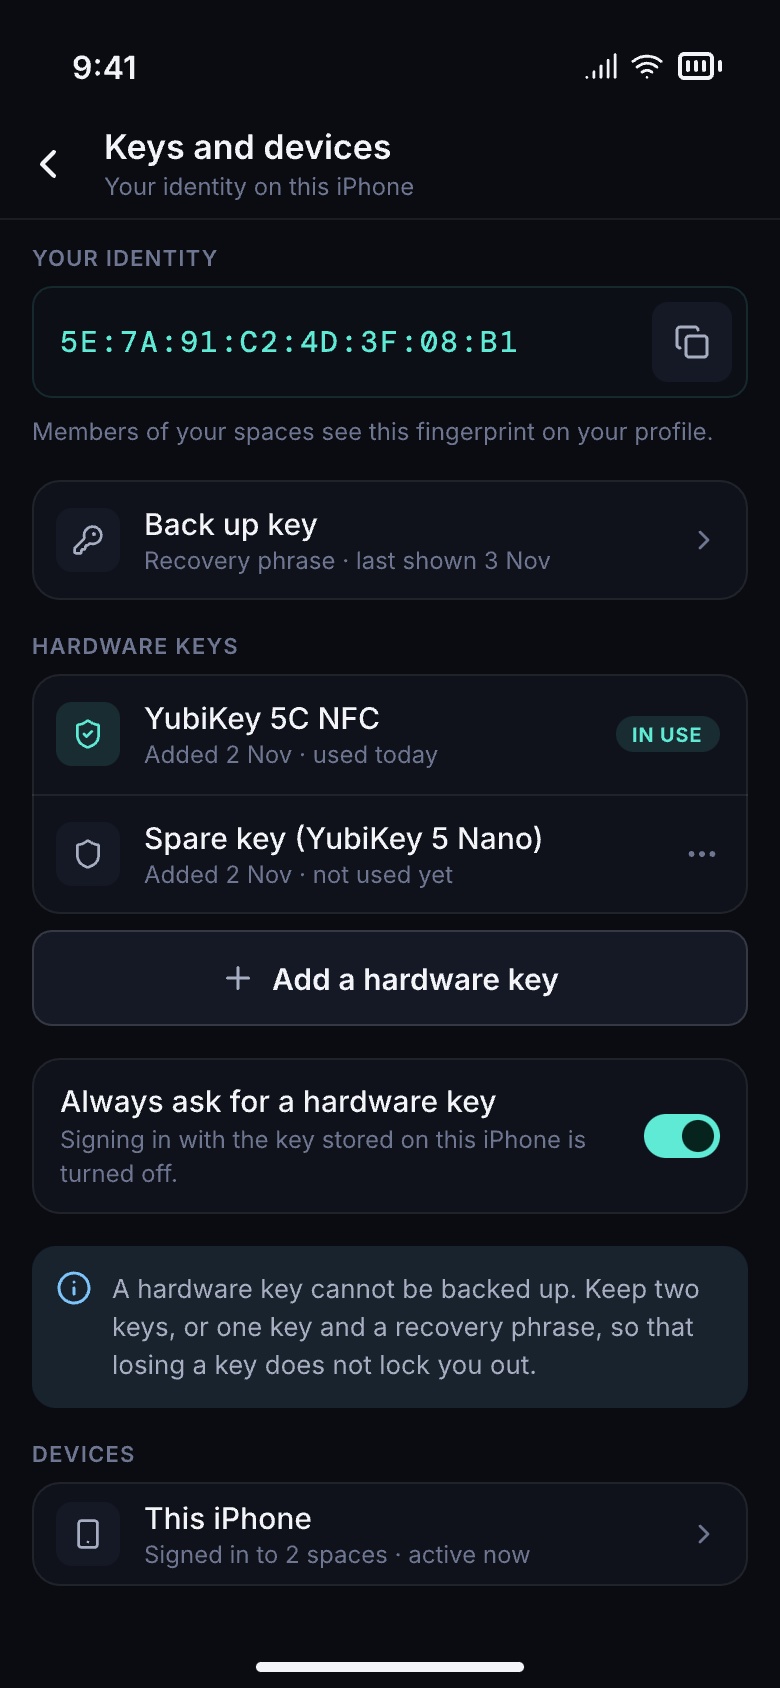 9:41
Keys and devices
Your identity on this iPhone
YOUR IDENTITY
5E:7A:91:C2:4D:3F:08:B1
Members of your spaces see this fingerprint on your profile.
Back up key
Recovery phrase · last shown 3 Nov
HARDWARE KEYS
YubiKey 5C NFC
Added 2 Nov · used today
IN USE
Spare key (YubiKey 5 Nano)
Added 2 Nov · not used yet
Add a hardware key
Always ask for a hardware key
Signing in with the key stored on this iPhone is
turned off.
A hardware key cannot be backed up. Keep two
keys, or one key and a recovery phrase, so that
losing a key does not lock you out.
DEVICES
This iPhone
Signed in to 2 spaces · active now